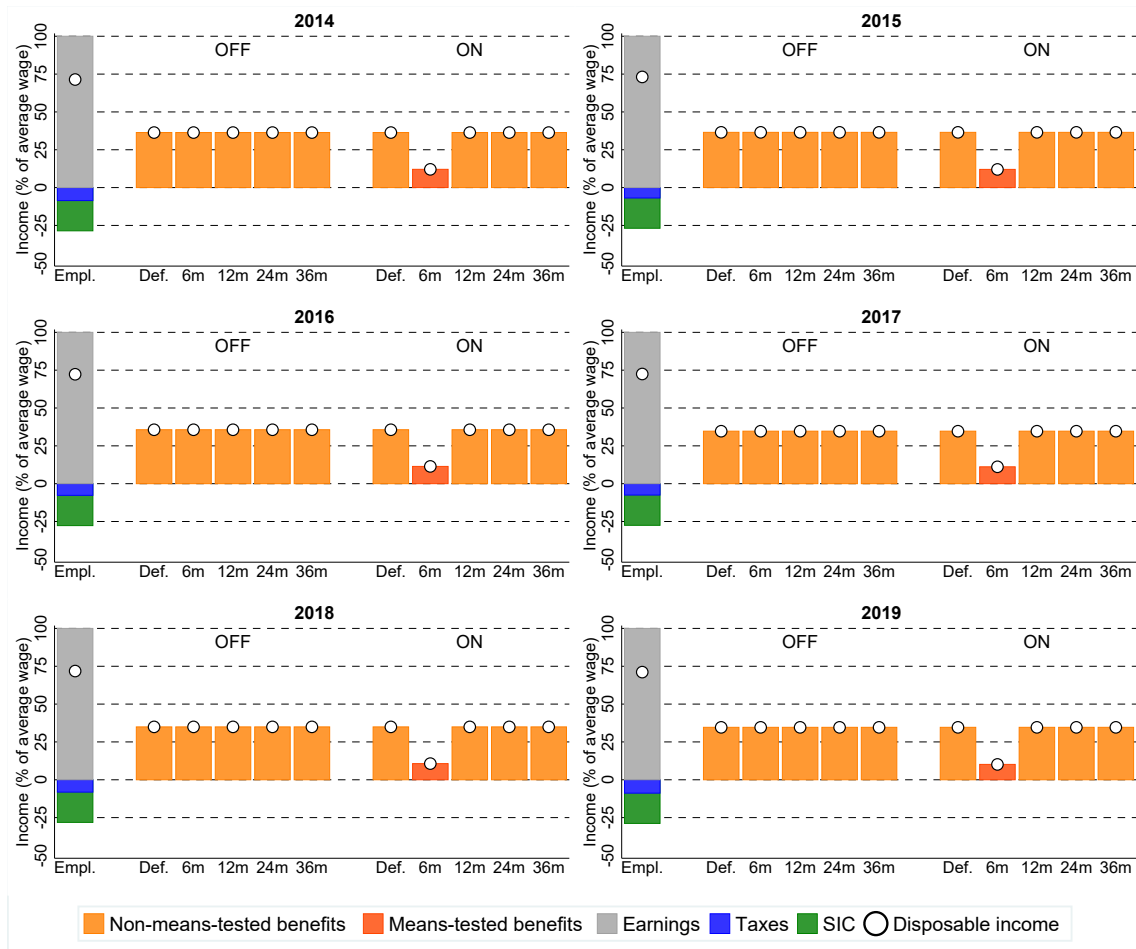 2014
Income (% of average wage)
100
75
50
25
0
-25
-50
OFF
ON
Empl. Def. 6m 12m 24m 36m Def. 6m 12m 24m 36m
2015
Income (% of average wage)
100
75
50
25
0
-25
-50
OFF
ON
Empl. Def. 6m 12m 24m 36m Def. 6m 12m 24m 36m
2016
Income (% of average wage)
100
75
50
25
0
-25
-50
OFF
ON
Empl. Def. 6m 12m 24m 36m Def. 6m 12m 24m 36m
2017
Income (% of average wage)
100
75
50
25
0
-25
-50
OFF
ON
Empl. Def. 6m 12m 24m 36m Def. 6m 12m 24m 36m
2018
Income (% of average wage)
100
75
50
25
0
-25
-50
OFF
ON
Empl. Def. 6m 12m 24m 36m Def. 6m 12m 24m 36m
2019
Income (% of average wage)
100
75
50
25
0
-25
-50
OFF
ON
Empl. Def. 6m 12m 24m 36m Def. 6m 12m 24m 36m
Non-means-tested benefits Means-tested benefits Earnings Taxes SIC Disposable income